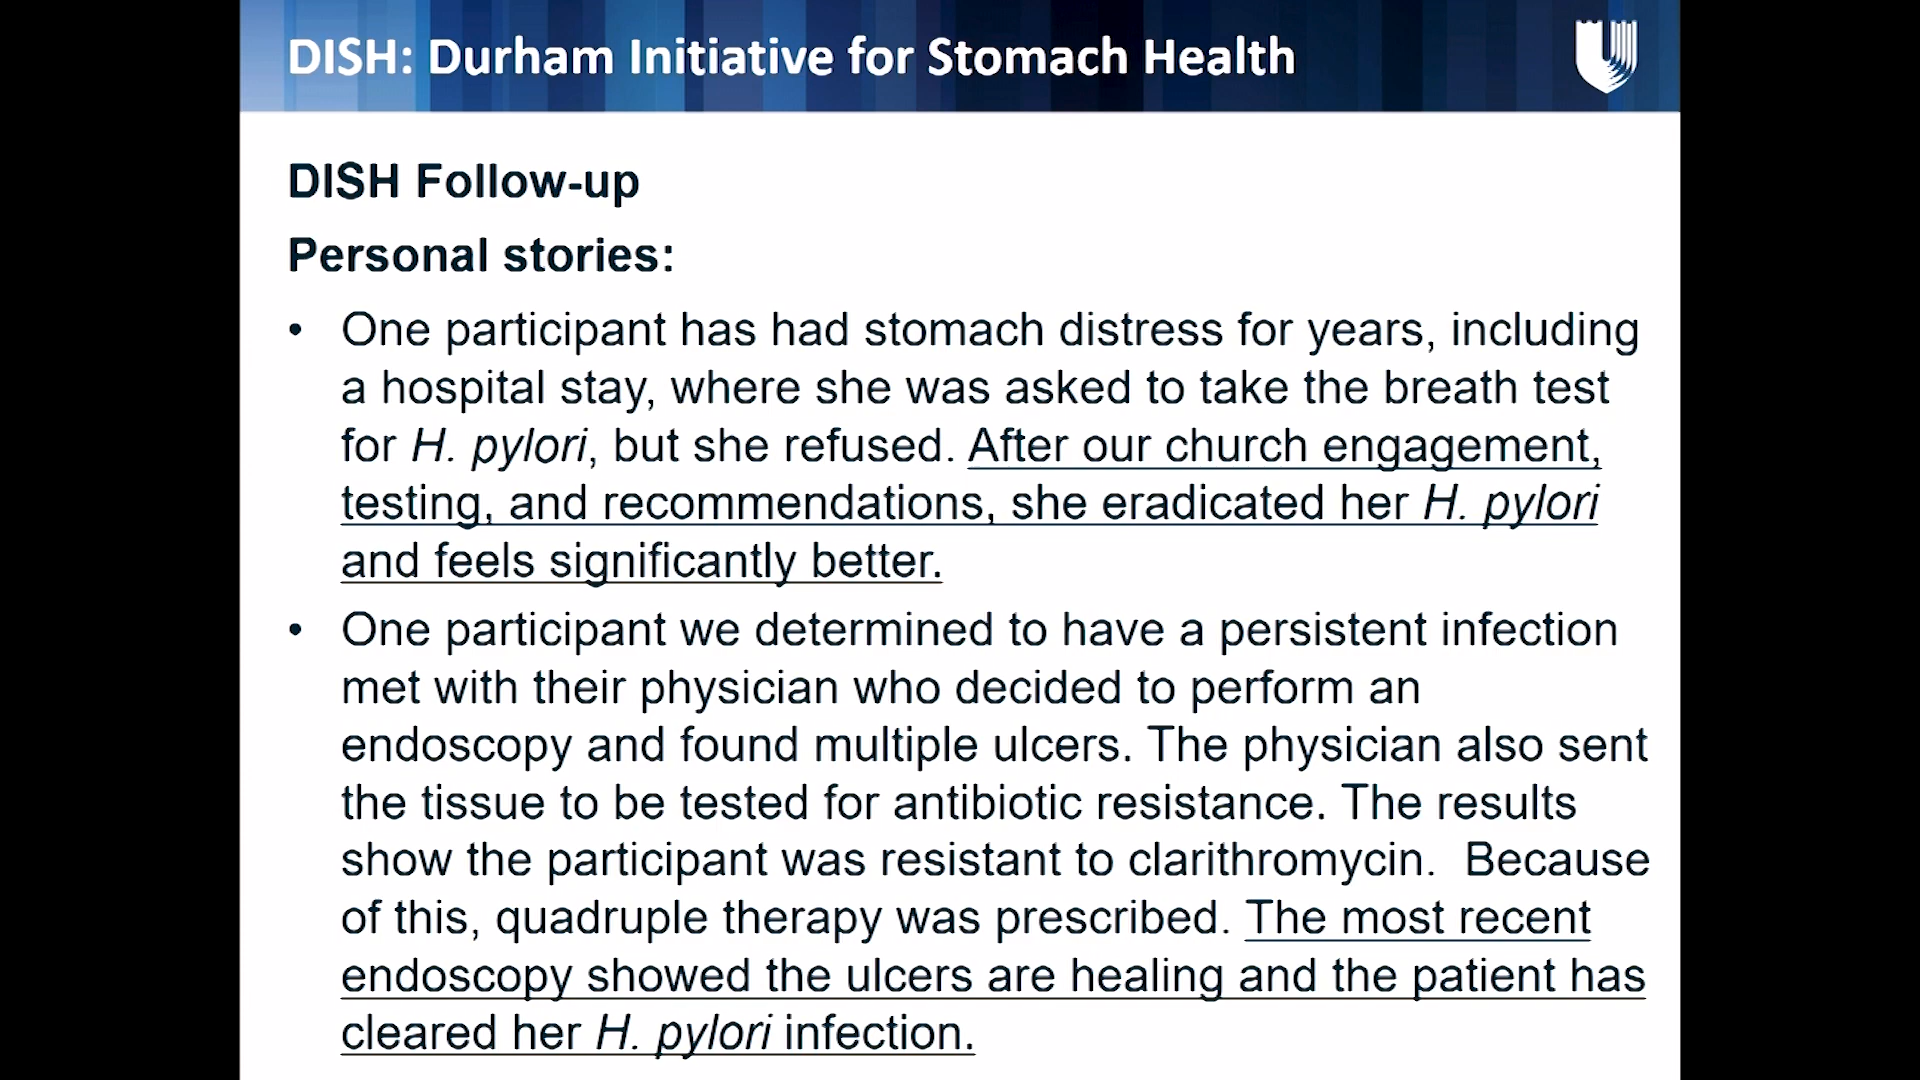 DISH: Durham Initiative for Stomach Health
DISH Follow-up
Personal stories:
• One participant has had stomach distress for years, including
a hospital stay, where she was asked to take the breath test
for H. pylori, but she refused. After our church engagement,
testing, and recommendations, she eradicated her H. pylori
and feels significantly better.
• One participant we determined to have a persistent infection
met with their physician who decided to perform an
endoscopy and found multiple ulcers. The physician also sent
the tissue to be tested for antibiotic resistance. The results
show the participant was resistant to clarithromycin.  Because
of this, quadruple therapy was prescribed. The most recent
endoscopy showed the ulcers are healing and the patient has
cleared her H. pylori infection.